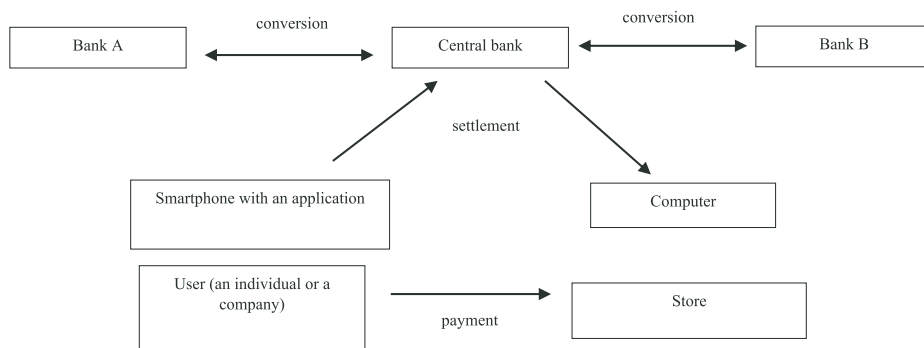 conversion
conversion
Bank A
Central bank
Bank B
settlement
Smartphone with an application
Computer
User (an individual or a
company)
Store
payment